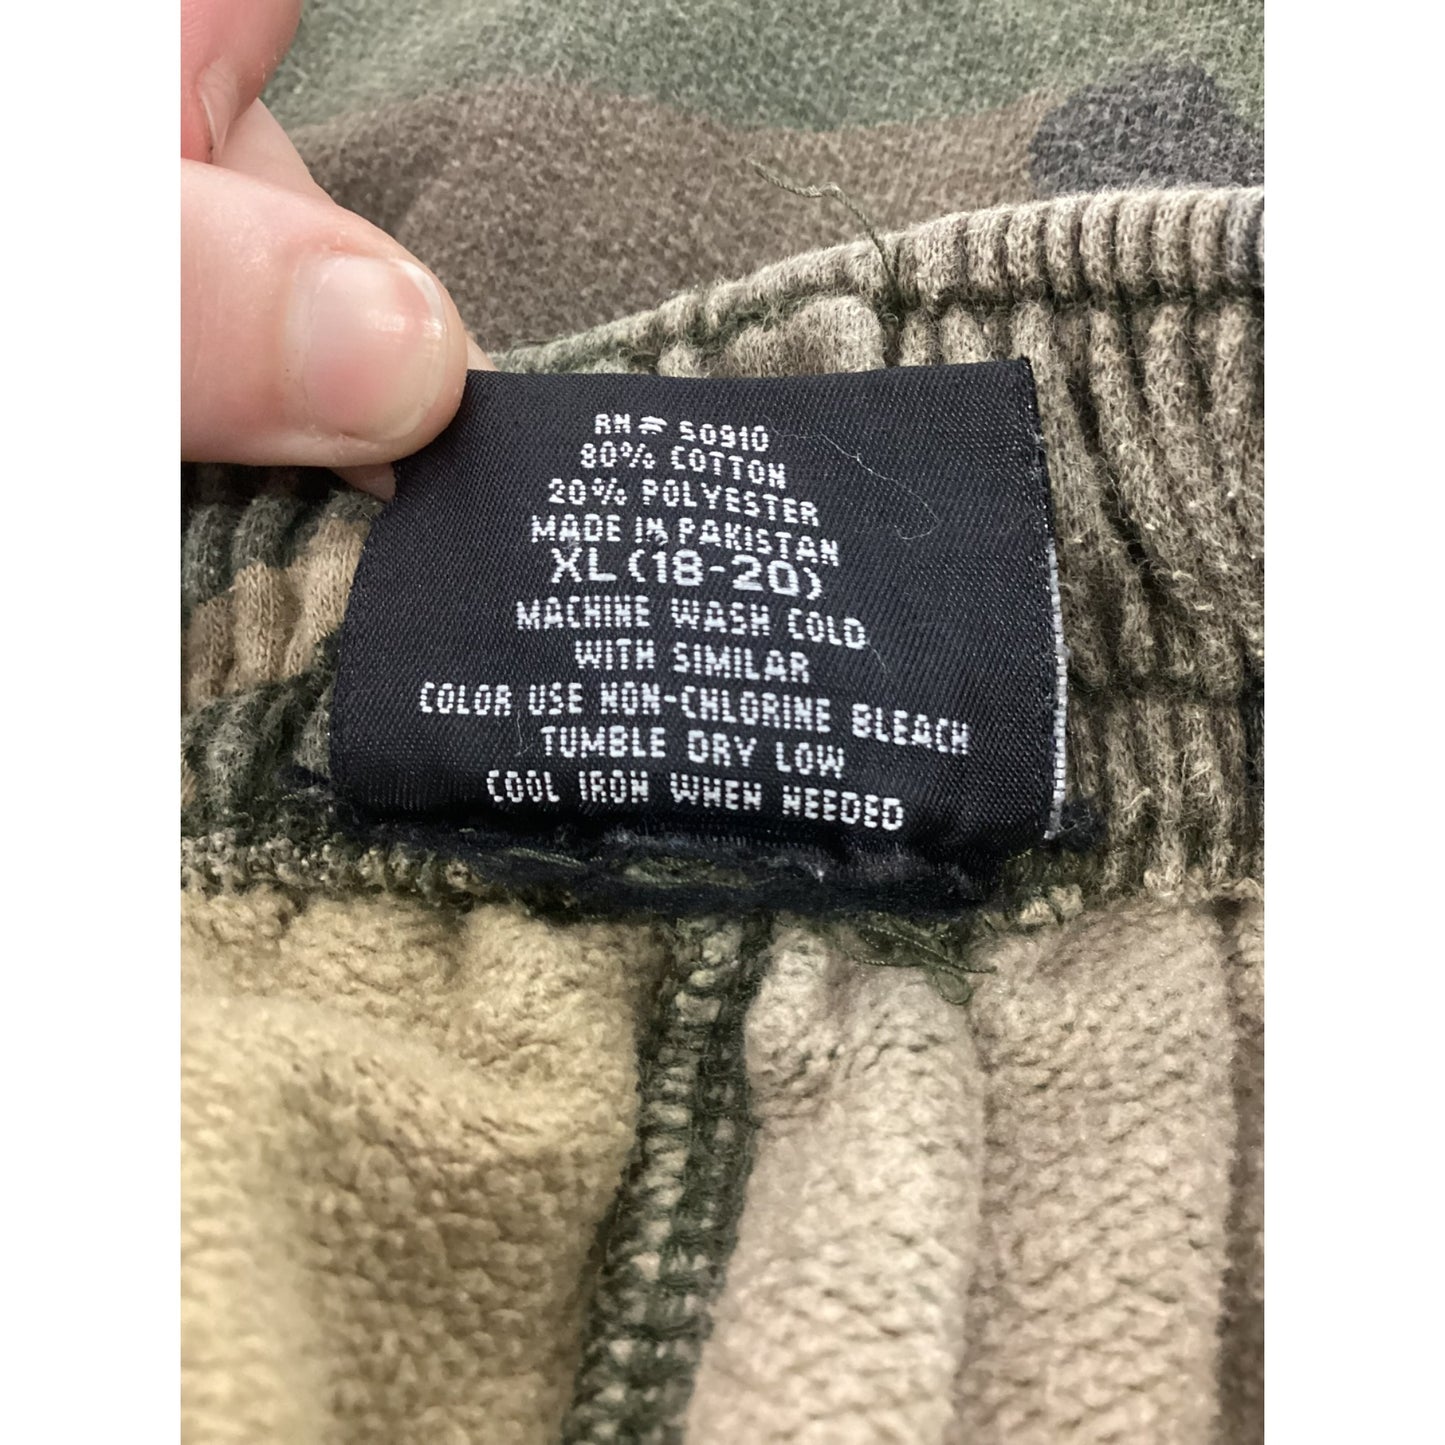 RN# 50910
80% COTTON
20% POLYESTER
MADE IN PAKISTAN
XL (18-20)
MACHINE WASH COLD
WITH SIMILAR
COLOR USE NON-CHLORINE BLEACH
TUMBLE DRY LOW
COOL IRON WHEN NEEDED